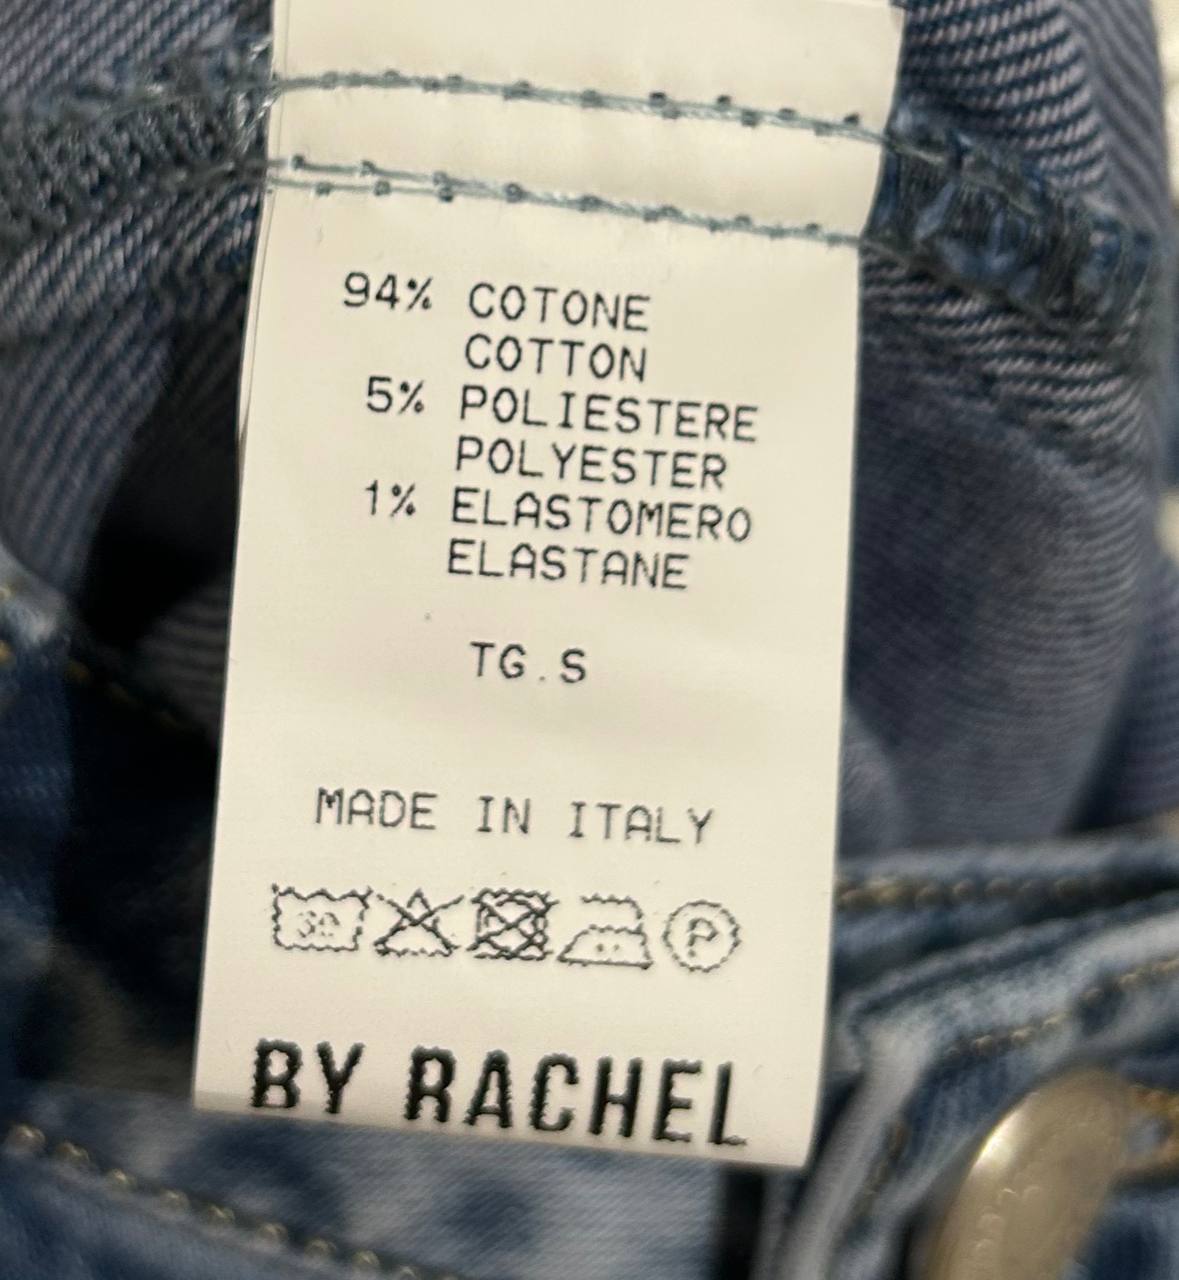 94% COTONE
COTTON
5% POLIESTERE
POLYESTER
1% ELASTOMERO
ELASTANE
TG.S
MADE IN ITALY
30 P
BY RACHEL